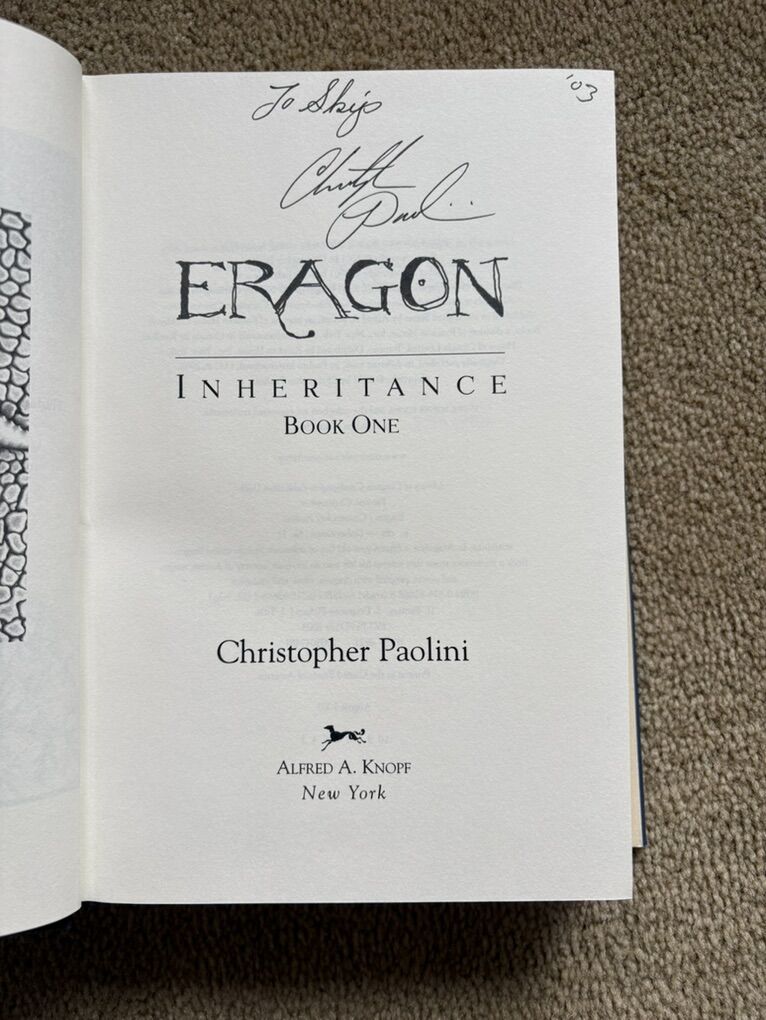 To Skip
'03
Christopher Paolini
ERAGON
INHERITANCE
BOOK ONE
Christopher Paolini
ALFRED A. KNOPF
New York